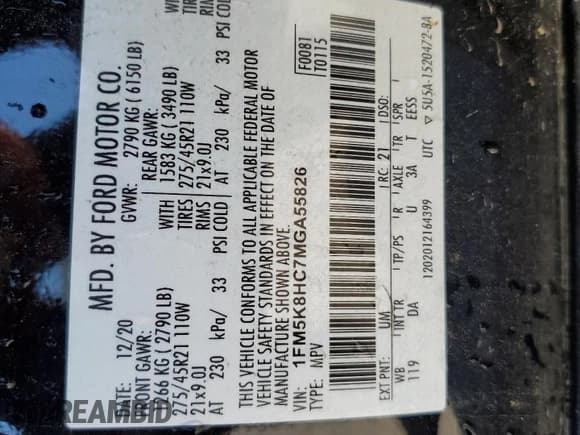 MFD. BY FORD MOTOR CO.
DATE: 12/20 GVWR: 2790 KG ( 6150 LB)
FRONT GAWR: REAR GAWR:
1266 KG ( 2790 LB) WITH 1583 KG ( 3490 LB)
275/45R21 110W TIRES 275/45R21 110W
21x9.0J RIMS 21x9.0J
AT 230 kPa/ 33 PSI COLD AT 230 kPa/ 33 PSI COLD
THIS VEHICLE CONFORMS TO ALL APPLICABLE FEDERAL MOTOR
VEHICLE SAFETY STANDARDS IN EFFECT ON THE DATE OF
MANUFACTURE SHOWN ABOVE.
VIN: 1FM5K8HC7MGA55826
TYPE: MPV
F0081
T0115
EXT PNT: UM RC: 21 DSO:
WB INT TR TP/PS R AXLE TR SPR
119 DA U 3A T EESS
1202012164399 UTC ▽ 5U5A-1520472-BA